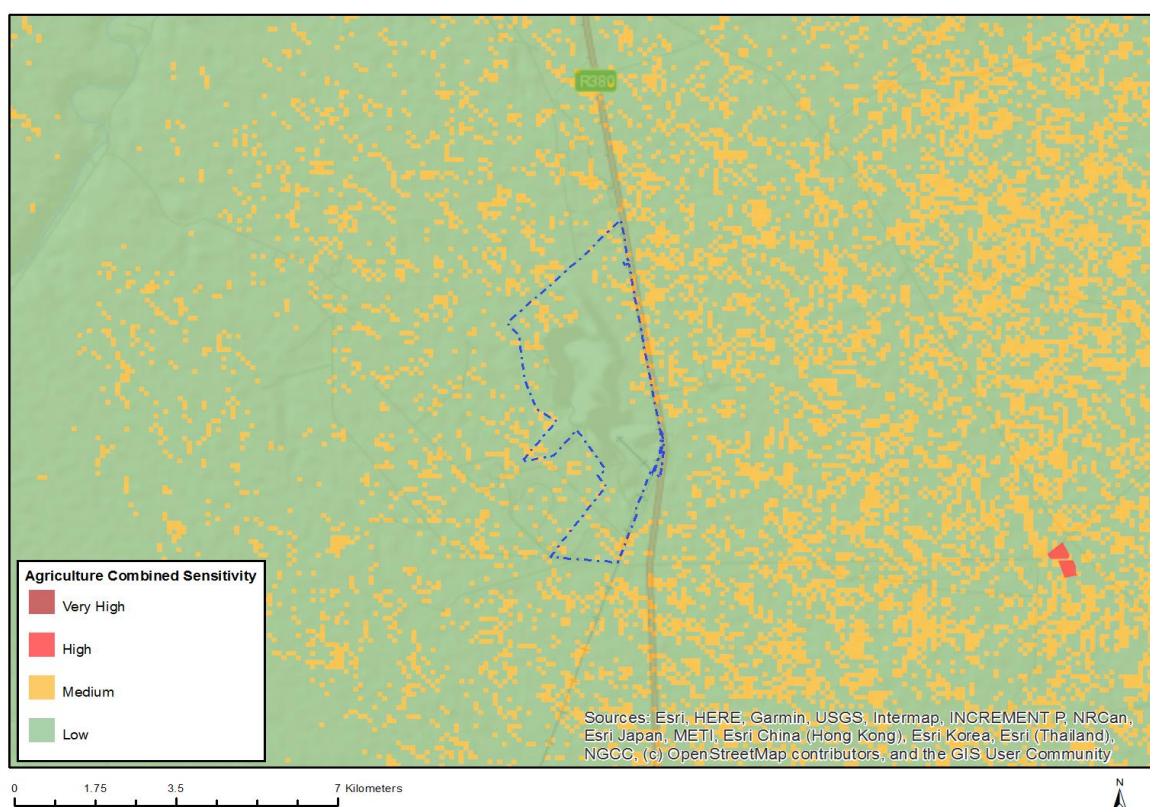 R380
Agriculture Combined Sensitivity
Very High
High
Medium
Low
Sources: Esri, HERE, Garmin, USGS, Intermap, INCREMENT P, NRCan,
Esri Japan, METI, Esri China (Hong Kong), Esri Korea, Esri (Thailand),
NGCC, (c) OpenStreetMap contributors, and the GIS User Community
0 1.75 3.5 7 Kilometers
N